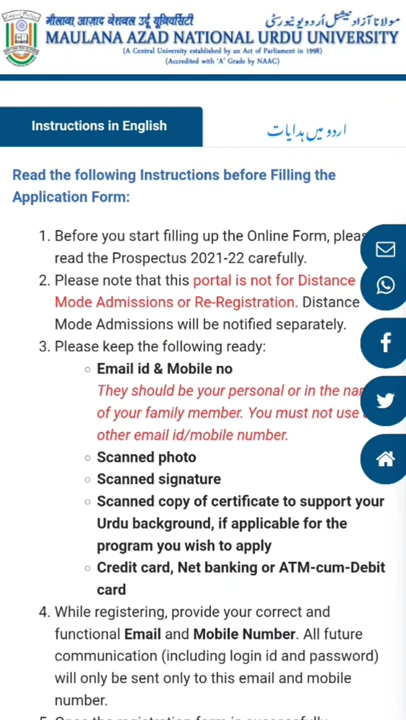 मौलाना आज़ाद नेशनल उर्दू यूनिवर्सिटी
مولانا آزاد نیشنل اُردو یونیورسٹی
MAULANA AZAD NATIONAL URDU UNIVERSITY
(A Central University established by an Act of Parliament in 1998)
(Accredited with 'A' Grade by NAAC)
Instructions in English
اردو میں ہدایات
Read the following Instructions before Filling the
Application Form:
1. Before you start filling up the Online Form, pleas
read the Prospectus 2021-22 carefully.
2. Please note that this portal is not for Distance
Mode Admissions or Re-Registration. Distance
Mode Admissions will be notified separately.
3. Please keep the following ready:
Email id & Mobile no
They should be your personal or in the nam
of your family member. You must not use
other email id/mobile number.
Scanned photo
Scanned signature
Scanned copy of certificate to support your
Urdu background, if applicable for the
program you wish to apply
Credit card, Net banking or ATM-cum-Debit
card
4. While registering, provide your correct and
functional Email and Mobile Number. All future
communication (including login id and password)
will only be sent only to this email and mobile
number.
5. Once the registration form is successfully